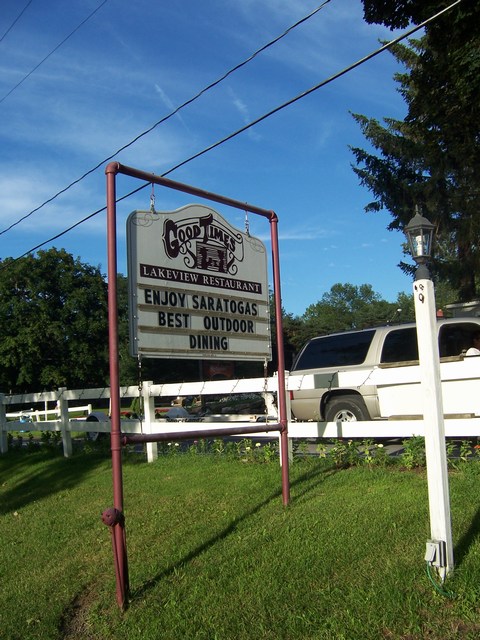 GOOD TIMES
LAKEVIEW RESTAURANT
ENJOY SARATOGAS
BEST OUTDOOR
DINING